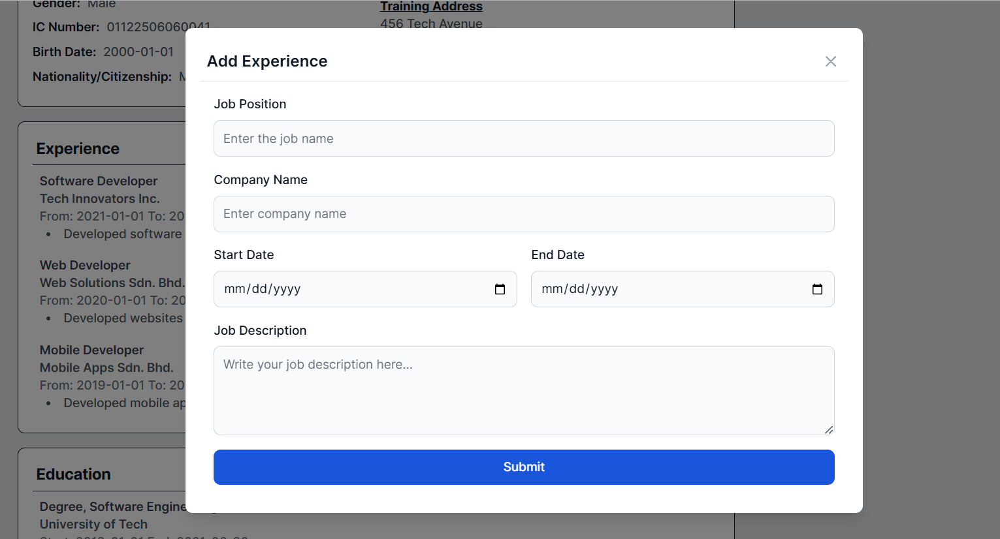 Gender: Male
Training Address
IC Number: 01122506060041
456 Tech Avenue
Birth Date: 2000-01-01
Nationality/Citizenship:
Add Experience
Job Position
Enter the job name
Company Name
Enter company name
Start Date
End Date
mm/dd/yyyy
mm/dd/yyyy
Job Description
Write your job description here...
Submit
Experience
Software Developer
Tech Innovators Inc.
From: 2021-01-01 To: 20
Developed software
Web Developer
Web Solutions Sdn. Bhd.
From: 2020-01-01 To: 20
Developed websites
Mobile Developer
Mobile Apps Sdn. Bhd.
From: 2019-01-01 To: 20
Developed mobile ap
Education
Degree, Software Engine
University of Tech